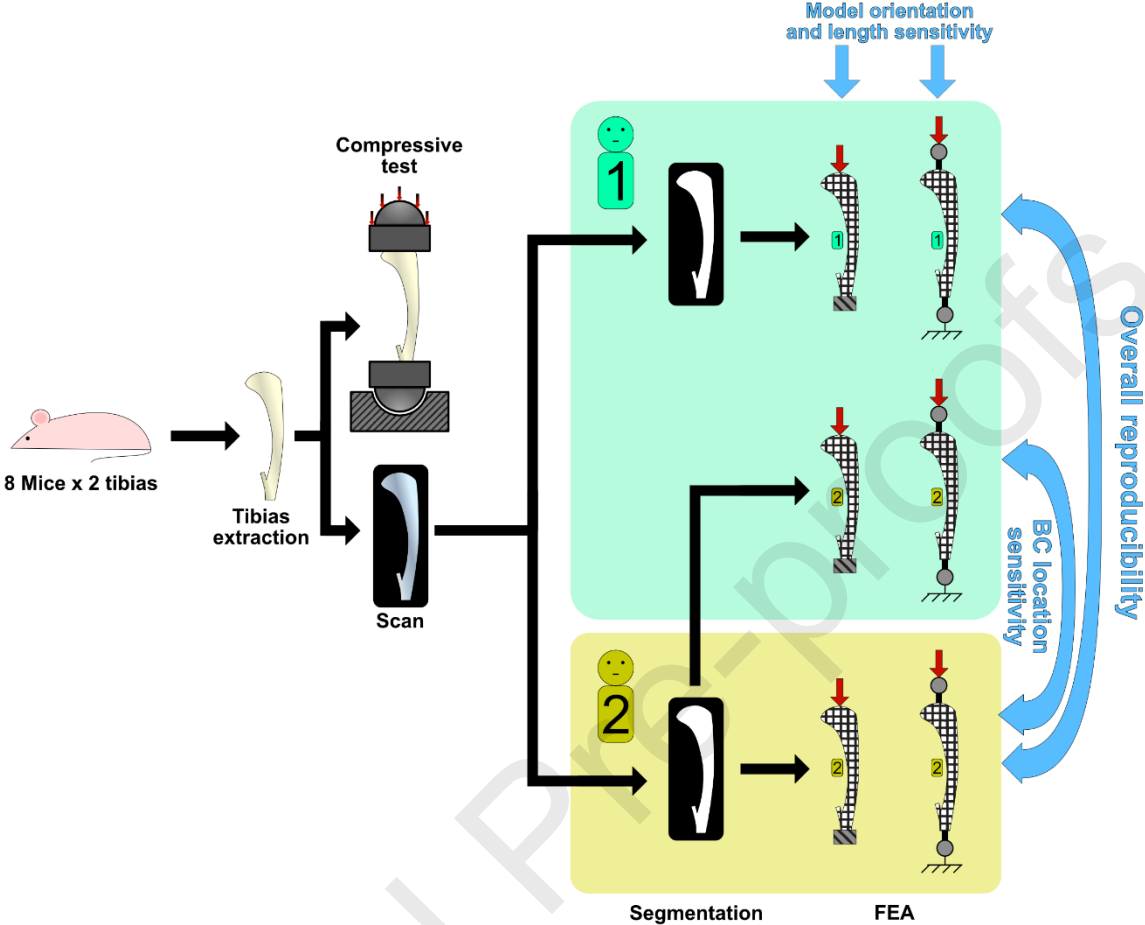 Model orientation
and length sensitivity
Compressive
test
1
1
1
8 Mice x 2 tibias
Tibias
extraction
Scan
2
2
BC location
sensitivity
Overall reproducibility
2
2
2
Segmentation
FEA
Pre-proofs